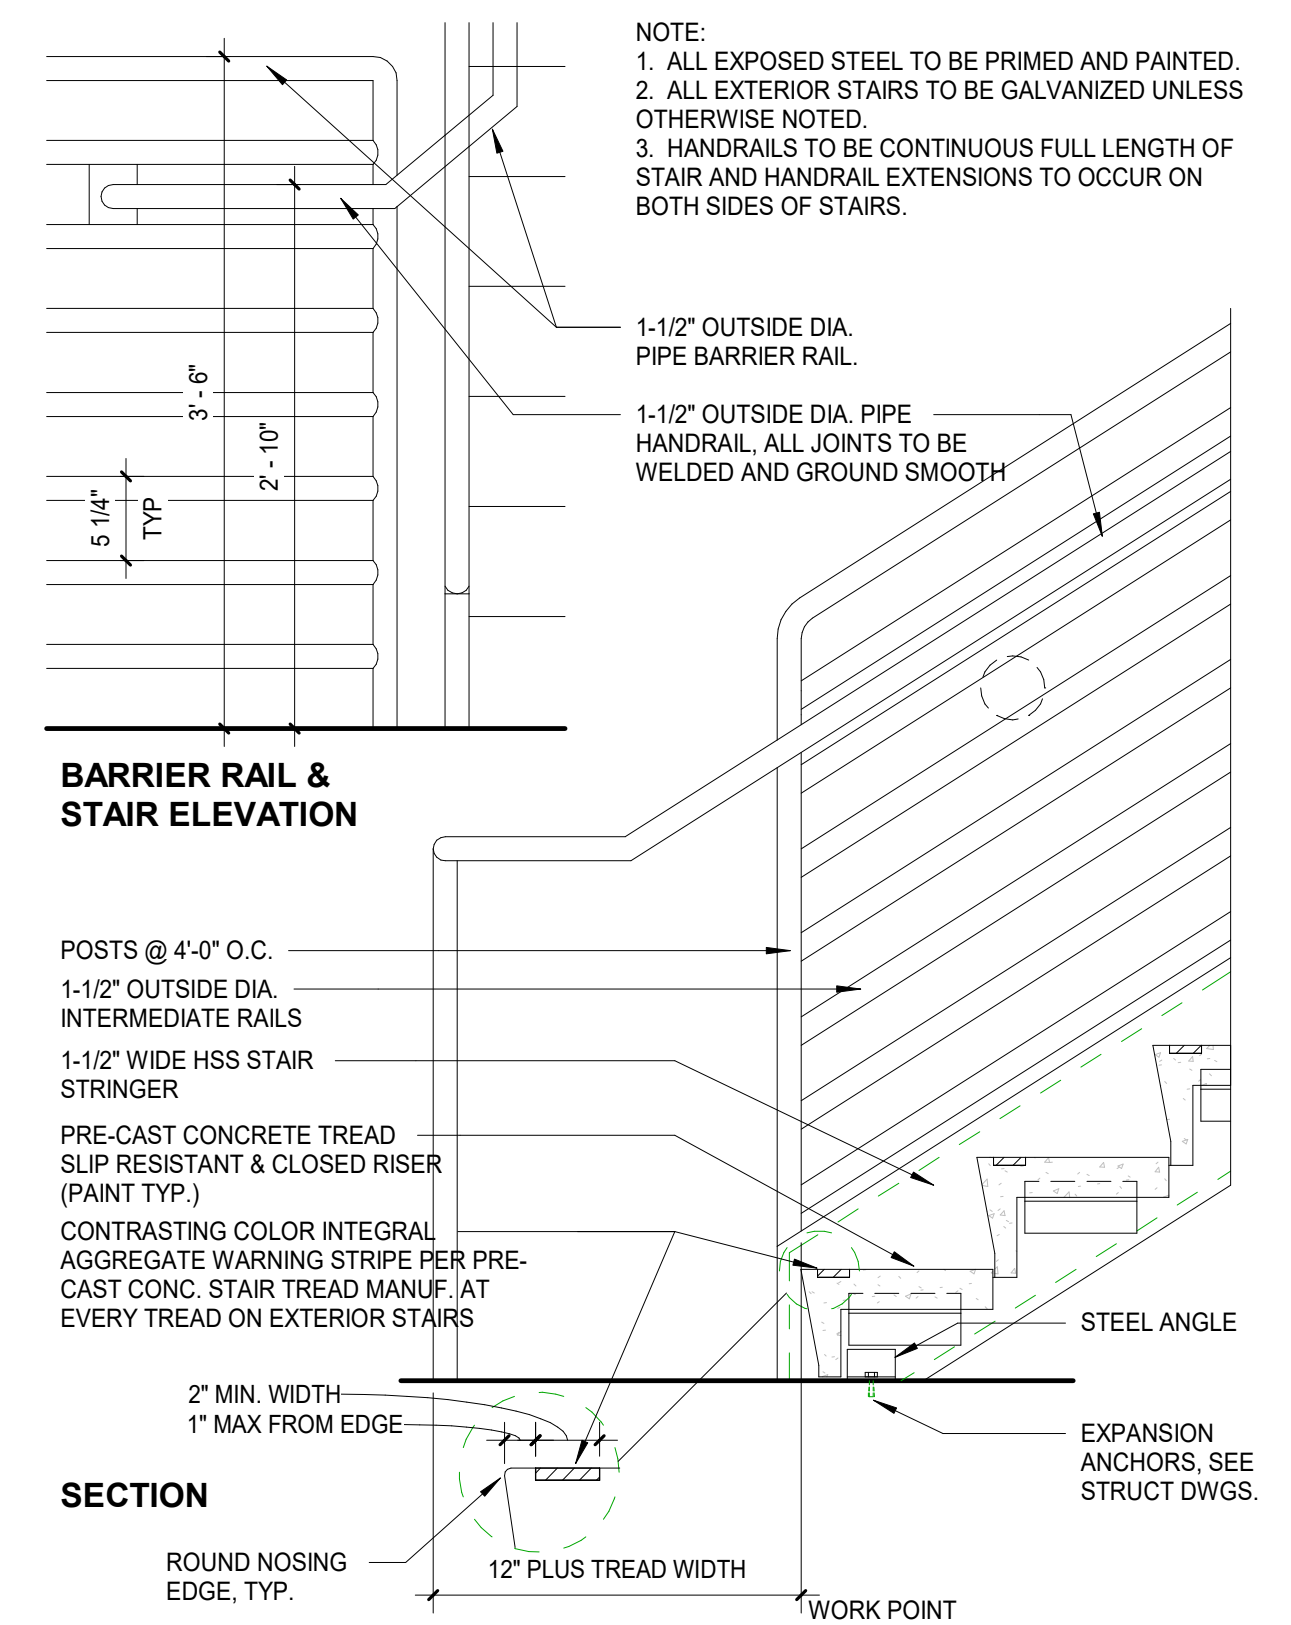 NOTE:
1. ALL EXPOSED STEEL TO BE PRIMED AND PAINTED.
2. ALL EXTERIOR STAIRS TO BE GALVANIZED UNLESS
OTHERWISE NOTED.
3. HANDRAILS TO BE CONTINUOUS FULL LENGTH OF
STAIR AND HANDRAIL EXTENSIONS TO OCCUR ON
BOTH SIDES OF STAIRS.
1-1/2" OUTSIDE DIA.
PIPE BARRIER RAIL.
1-1/2" OUTSIDE DIA. PIPE
HANDRAIL, ALL JOINTS TO BE
WELDED AND GROUND SMOOTH
3' - 6"
2' - 10"
5 1/4"
TYP
BARRIER RAIL &
STAIR ELEVATION
POSTS @ 4'-0" O.C.
1-1/2" OUTSIDE DIA.
INTERMEDIATE RAILS
1-1/2" WIDE HSS STAIR
STRINGER
PRE-CAST CONCRETE TREAD
SLIP RESISTANT & CLOSED RISER
(PAINT TYP.)
CONTRASTING COLOR INTEGRAL
AGGREGATE WARNING STRIPE PER PRE-
CAST CONC. STAIR TREAD MANUF. AT
EVERY TREAD ON EXTERIOR STAIRS
STEEL ANGLE
2" MIN. WIDTH
1" MAX FROM EDGE
EXPANSION
ANCHORS, SEE
STRUCT DWGS.
SECTION
ROUND NOSING
EDGE, TYP.
12" PLUS TREAD WIDTH
WORK POINT